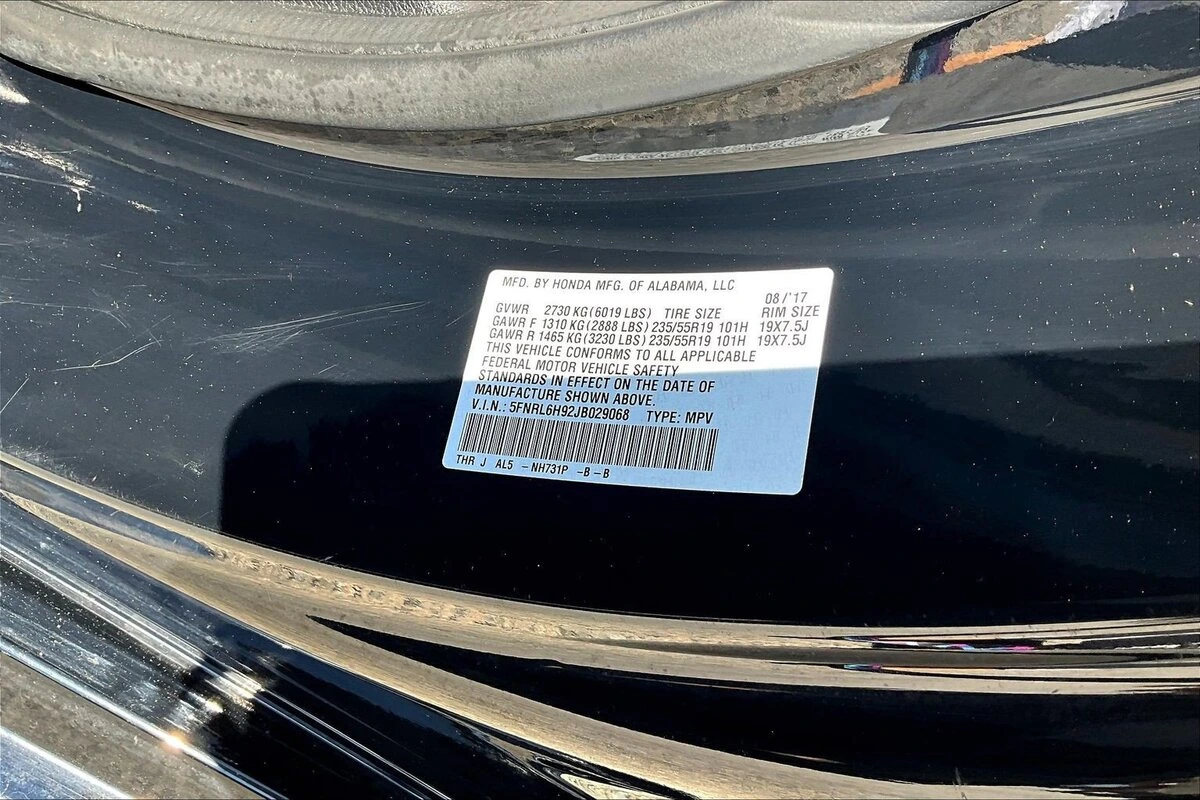 MFD. BY HONDA MFG. OF ALABAMA, LLC
08/'17
GVWR 2730 KG(6019 LBS) TIRE SIZE RIM SIZE
GAWR F 1310 KG(2888 LBS) 235/55R19 101H 19X7.5J
GAWR R 1465 KG(3230 LBS) 235/55R19 101H 19X7.5J
THIS VEHICLE CONFORMS TO ALL APPLICABLE
FEDERAL MOTOR VEHICLE SAFETY
STANDARDS IN EFFECT ON THE DATE OF
MANUFACTURE SHOWN ABOVE.
V.I.N.: 5FNRL6H92JB029068 TYPE: MPV
THR J AL5 -NH731P -B-B